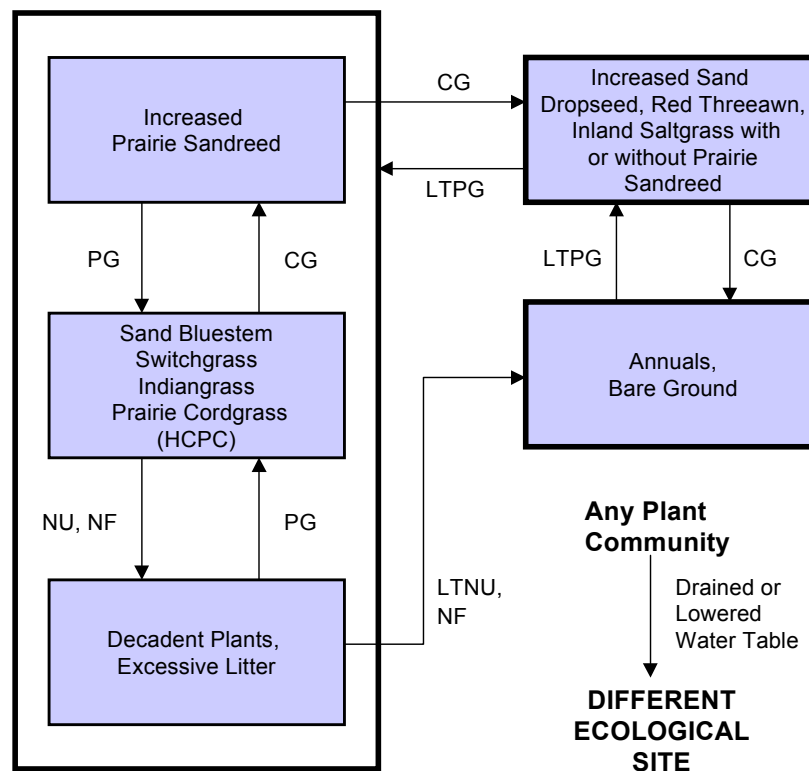 Increased
Prairie Sandreed
CG
Increased Sand
Dropseed, Red Threeawn,
Inland Saltgrass with
or without Prairie
Sandreed
LTPG
PG
CG
LTPG
CG
Sand Bluestem
Switchgrass
Indiangrass
Prairie Cordgrass
(HCPC)
Annuals,
Bare Ground
NU, NF
PG
LTNU,
NF
Decadent Plants,
Excessive Litter
Any Plant
Community
Drained or
Lowered
Water Table
DIFFERENT
ECOLOGICAL
SITE